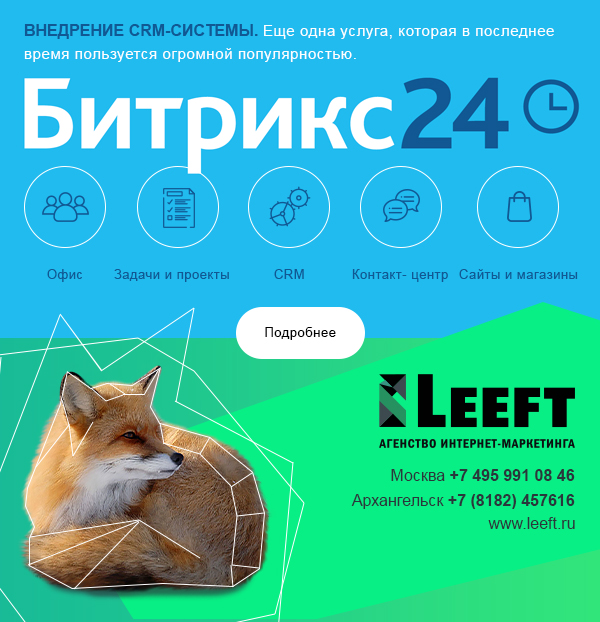 ВНЕДРЕНИЕ CRM-СИСТЕМЫ. Еще одна услуга, которая в последнее
время пользуется огромной популярностью.
Битрикс24
Офис
Задачи и проекты
CRM
Контакт- центр
Сайты и магазины
Подробнее
LEEFT
АГЕНСТВО ИНТЕРНЕТ-МАРКЕТИНГА
Москва +7 495 991 08 46
Архангельск +7 (8182) 457616
www.leeft.ru